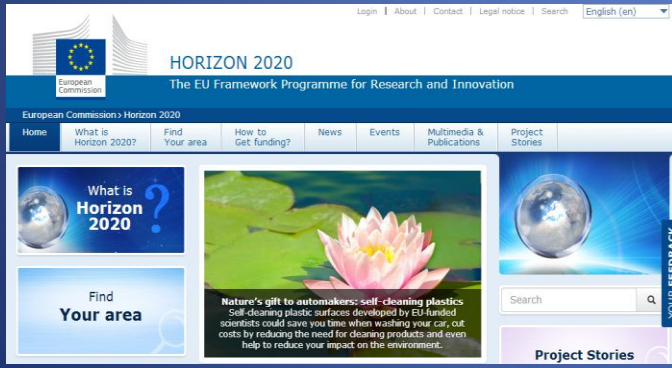 Login | About | Contact | Legal notice | Search English (en)
European
Commission
HORIZON 2020
The EU Framework Programme for Research and Innovation
European Commission > Horizon 2020
Home
What is
Horizon 2020?
Find
Your area
How to
Get funding?
News
Events
Multimedia &
Publications
Project
Stories
What is
Horizon
2020
?
Find
Your area
Nature's gift to automakers: self-cleaning plastics
Self-cleaning plastic surfaces developed by EU-funded
scientists could save you time when washing your car, cut
costs by reducing the need for cleaning products and even
help to reduce your impact on the environment.
Search
YOUR FEEDBACK
Project Stories